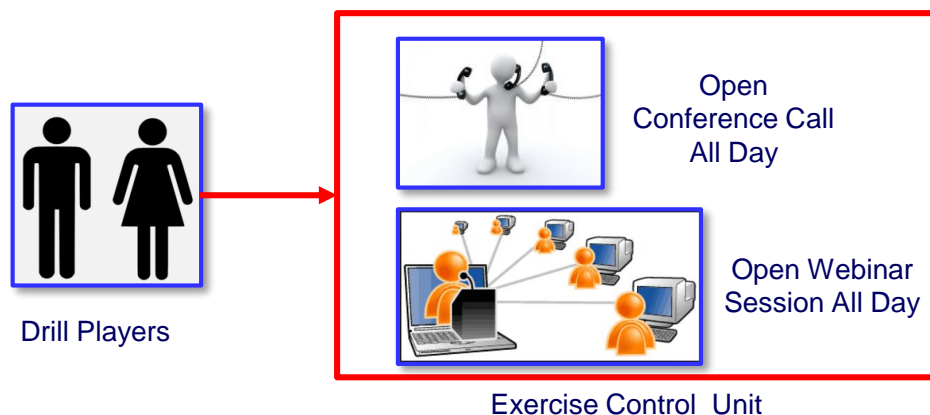 Open
Conference Call
All Day
Open Webinar
Session All Day
Drill Players
Exercise Control Unit